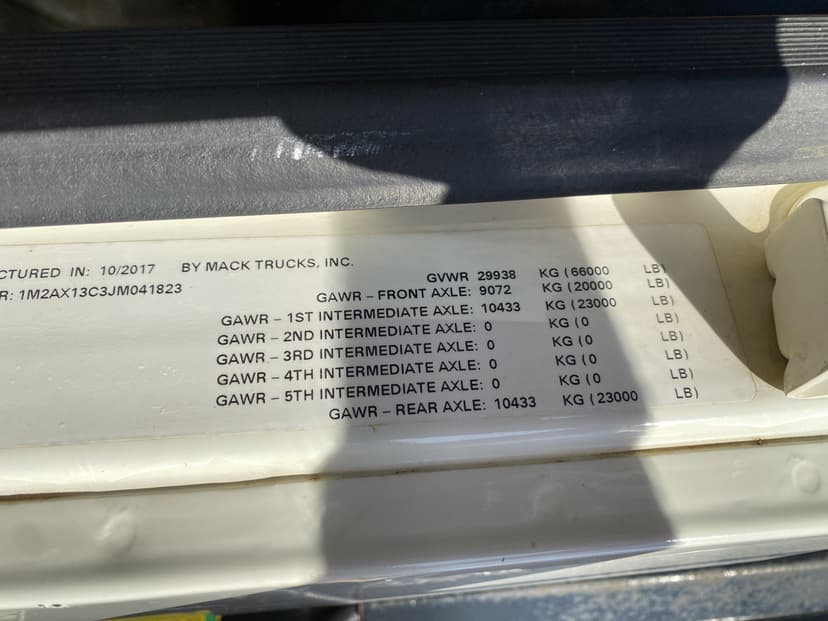 CTURED IN: 10/2017 BY MACK TRUCKS, INC.
R: 1M2AX13C3JM041823
GVWR 29938 KG (66000 LB)
GAWR – FRONT AXLE: 9072 KG (20000 LB)
GAWR – 1ST INTERMEDIATE AXLE: 10433 KG (23000 LB)
GAWR – 2ND INTERMEDIATE AXLE: 0 KG (0 LB)
GAWR – 3RD INTERMEDIATE AXLE: 0 KG (0 LB)
GAWR – 4TH INTERMEDIATE AXLE: 0 KG (0 LB)
GAWR – 5TH INTERMEDIATE AXLE: 0 KG (0 LB)
GAWR–REAR AXLE: 10433 KG (23000 LB)